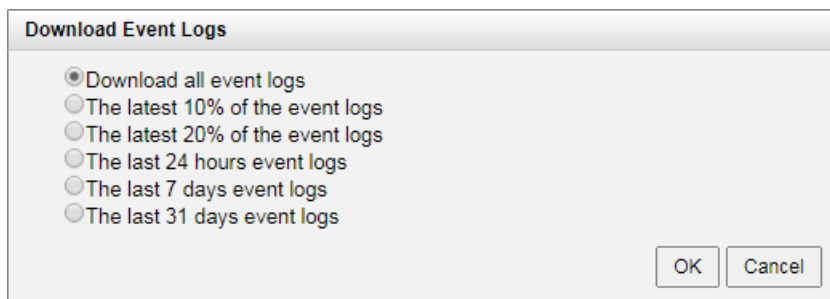 Download Event Logs
Download all event logs
The latest 10% of the event logs
The latest 20% of the event logs
The last 24 hours event logs
The last 7 days event logs
The last 31 days event logs
OK Cancel